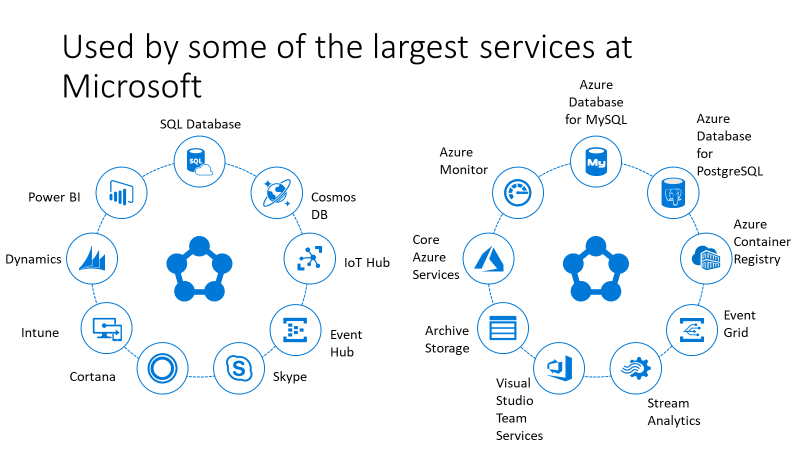 Used by some of the largest services at
Microsoft
SQL Database
SQL
Power BI
Cosmos
DB
Dynamics
IoT Hub
Intune
Event
Hub
Cortana
S
Skype
Azure
Database
for MySQL
My
Azure
Database
for
PostgreSQL
Azure
Monitor
Core
Azure
Services
Azure
Container
Registry
Archive
Storage
Event
Grid
Visual
Studio
Team
Services
Stream
Analytics